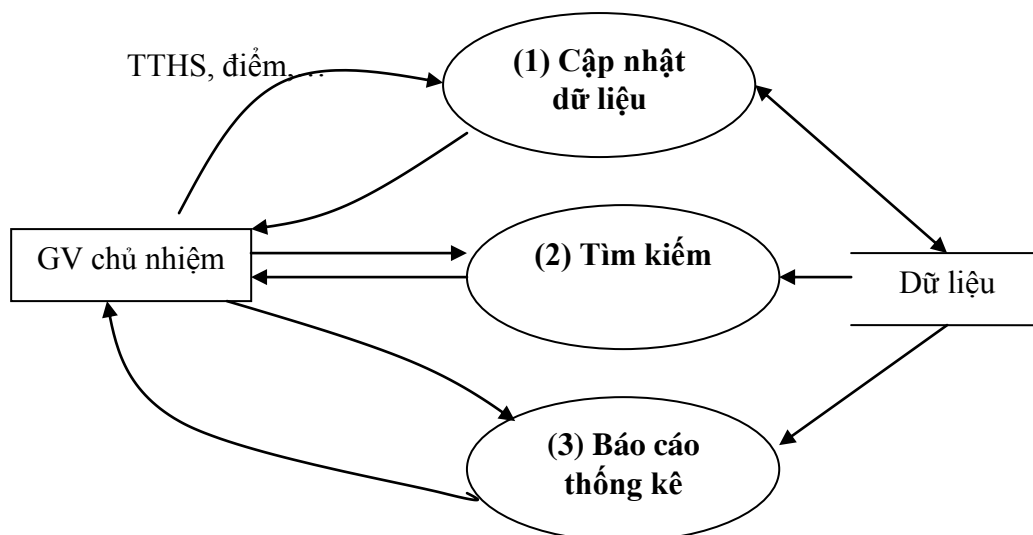 TTHS, điểm, …
(1) Cập nhật
dữ liệu
GV chủ nhiệm
(2) Tìm kiếm
Dữ liệu
(3) Báo cáo
thống kê